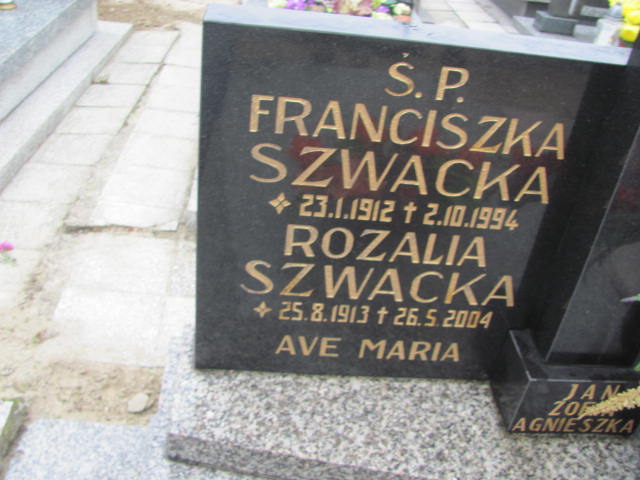 Ś. P.
FRANCISZKA
SZWACKA
23.1.1912 † 2.10.1994
ROZALIA
SZWACKA
25.8.1913 † 26.5.2004
AVE MARIA
JAN
AGNIESZKA